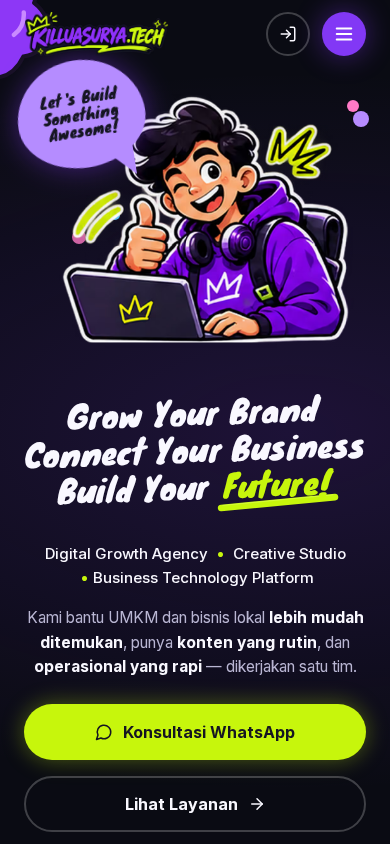 KILLUASURYA.TECH
Let's Build
Something
Awesome!
Grow Your Brand
Connect Your Business
Build Your Future!
Digital Growth Agency • Creative Studio
• Business Technology Platform
Kami bantu UMKM dan bisnis lokal lebih mudah
ditemukan, punya konten yang rutin, dan
operasional yang rapi — dikerjakan satu tim.
Konsultasi WhatsApp
Lihat Layanan →